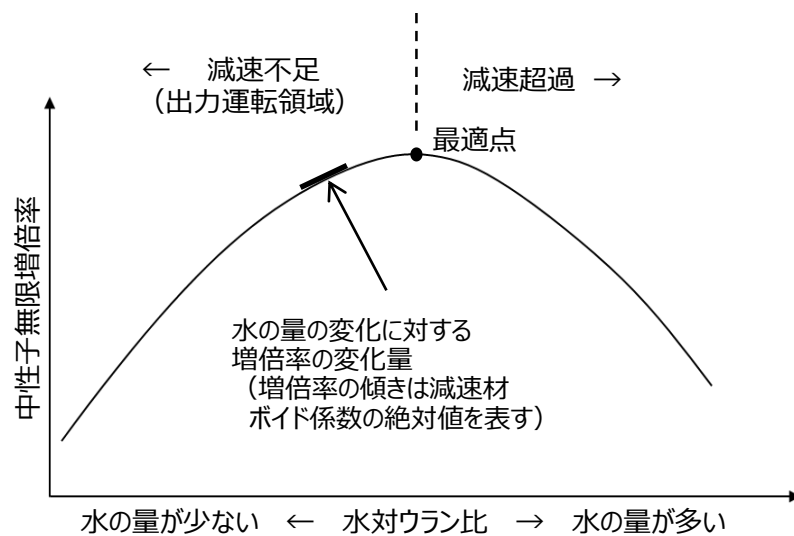 ← 減速不足
（出力運転領域）
減速超過 →
最適点
中性子無限増倍率
水の量の変化に対する
増倍率の変化量
（増倍率の傾きは減速材
ボイド係数の絶対値を表す）
水の量が少ない ← 水対ウラン比 → 水の量が多い